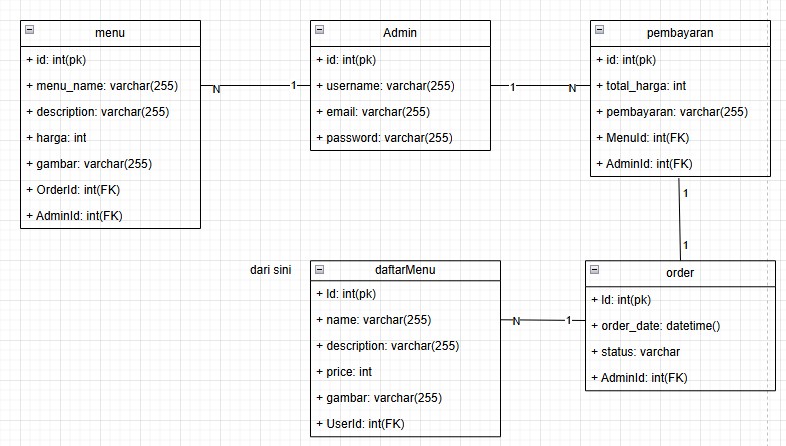 menu
+ id: int(pk)
+ menu_name: varchar(255)
+ description: varchar(255)
+ harga: int
+ gambar: varchar(255)
+ OrderId: int(FK)
+ AdminId: int(FK)
N
1
Admin
+ id: int(pk)
+ username: varchar(255)
+ email: varchar(255)
+ password: varchar(255)
1
N
pembayaran
+ id: int(pk)
+ total_harga: int
+ pembayaran: varchar(255)
+ MenuId: int(FK)
+ AdminId: int(FK)
1
1
dari sini
daftarMenu
+ Id: int(pk)
+ name: varchar(255)
+ description: varchar(255)
+ price: int
+ gambar: varchar(255)
+ UserId: int(FK)
N
1
order
+ Id: int(pk)
+ order_date: datetime()
+ status: varchar
+ AdminId: int(FK)